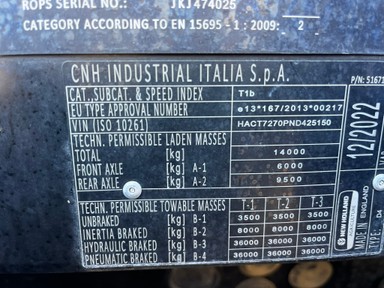 ROPS SERIAL NO.: JKJ474025
CATEGORY ACCORDING TO EN 15695-1:2009: 2
CNH INDUSTRIAL ITALIA S.p.A.
P/N: 5167
CAT.,SUBCAT. & SPEED INDEX T1b
EU TYPE APPROVAL NUMBER e13*167/2013*00217
VIN (ISO 10261) HACT7270PND425150
TECHN. PERMISSIBLE LADEN MASSES
TOTAL [kg] 14000
FRONT AXLE [kg] A-1 6000
REAR AXLE [kg] A-2 9500
TECHN. PERMISSIBLE TOWABLE MASSES T-1 T-2 T-3
UNBRAKED [kg] B-1 3500 3500 3500
INERTIA BRAKED [kg] B-2 8000 8000 8000
HYDRAULIC BRAKED [kg] B-3 36000 36000 36000
PNEUMATIC BRAKED [kg] B-4 36000 36000 36000
12/2022
NEW HOLLAND
MADE IN ENGLAND
TYPE: D4